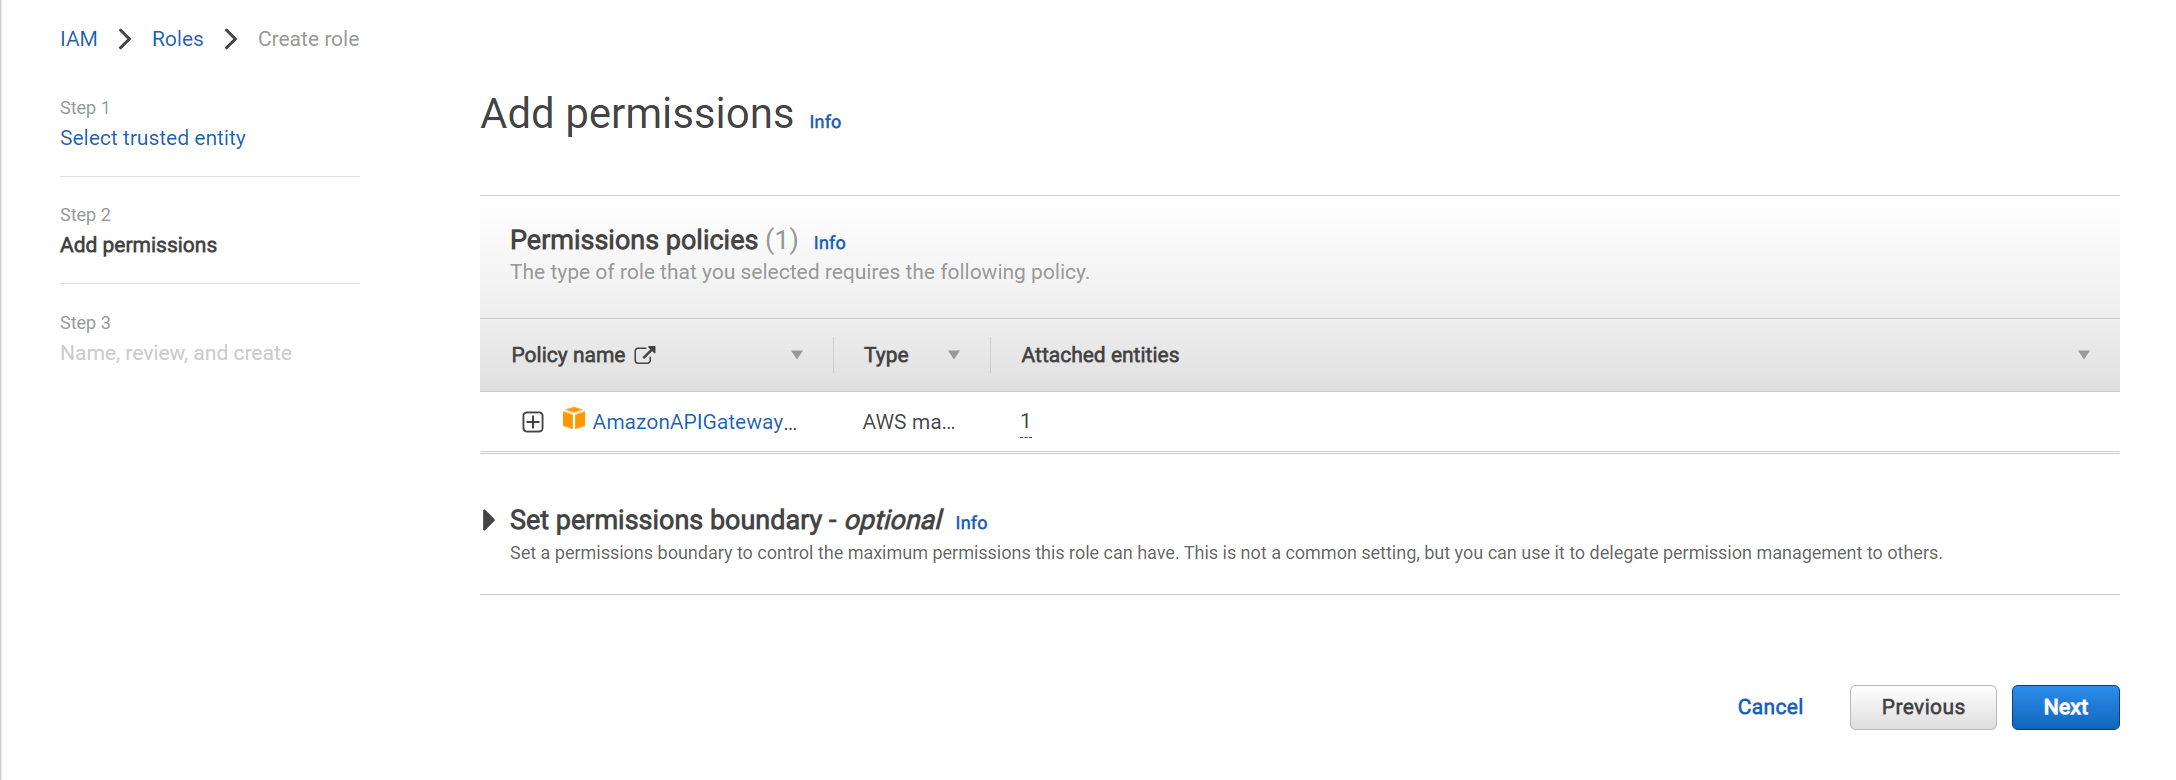 IAM > Roles > Create role
Step 1
Select trusted entity
Step 2
Add permissions
Step 3
Name, review, and create
Add permissions Info
Permissions policies (1) Info
The type of role that you selected requires the following policy.
Policy name Type Attached entities
AmazonAPIGateway... AWS ma... 1
Set permissions boundary - optional Info
Set a permissions boundary to control the maximum permissions this role can have. This is not a common setting, but you can use it to delegate permission management to others.
Cancel Previous Next